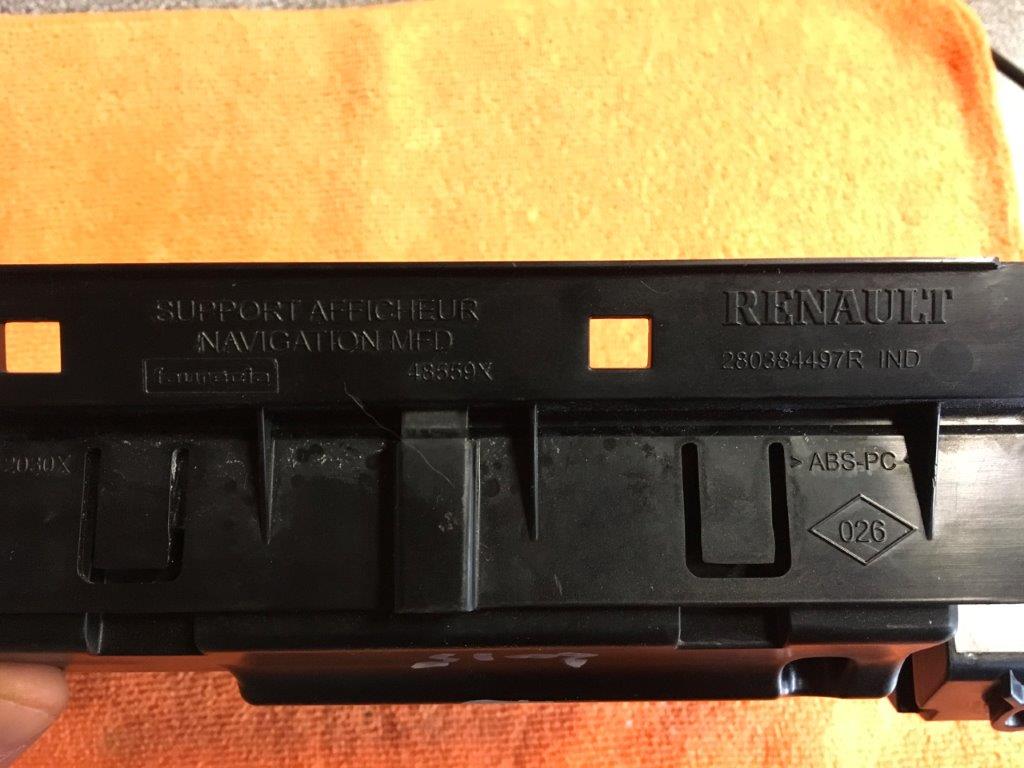 SUPPORT AFFICHEUR
NAVIGATION MFD
faurecia
48559X
RENAULT
280384497R IND
2030X
> ABS-PC <
026